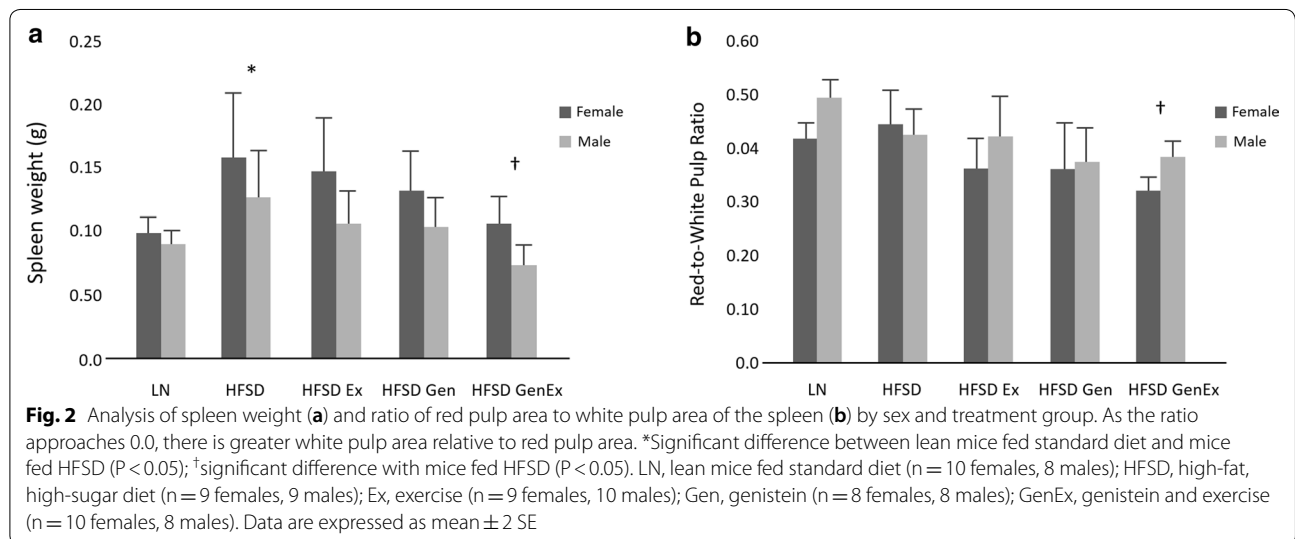 a
0.25
0.20
0.15
0.10
0.50
0.0
Spleen weight (g)
*
†
Female
Male
LN
HFSD
HFSD Ex
HFSD Gen
HFSD GenEx
b
0.60
0.50
0.04
0.30
0.20
0.10
0.0
Red-to-White Pulp Ratio
†
Female
Male
LN
HFSD
HFSD Ex
HFSD Gen
HFSD GenEx
Fig. 2 Analysis of spleen weight (a) and ratio of red pulp area to white pulp area of the spleen (b) by sex and treatment group. As the ratio
approaches 0.0, there is greater white pulp area relative to red pulp area. *Significant difference between lean mice fed standard diet and mice
fed HFSD (P < 0.05); †significant difference with mice fed HFSD (P < 0.05). LN, lean mice fed standard diet (n = 10 females, 8 males); HFSD, high-fat,
high-sugar diet (n = 9 females, 9 males); Ex, exercise (n = 9 females, 10 males); Gen, genistein (n = 8 females, 8 males); GenEx, genistein and exercise
(n = 10 females, 8 males). Data are expressed as mean ± 2 SE